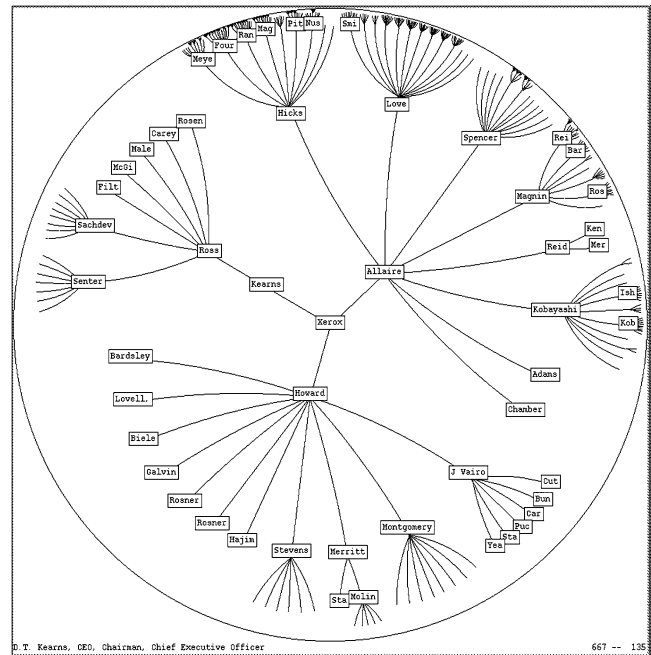 Pit
Nus
Smi
Mag
Ran
Four
Meye
Hicks
Love
Rosen
Carey
Male
McGi
Filt
Spencer
Rei
Bar
Magnin
Ros
Sachdev
Ross
Ken
Reid
Mer
Allaire
Senter
Kearns
Kobayashi
Ish
Kob
Xerox
Bardsley
Adams
Howard
Lovell.
Chamber
Biele
Galvin
J Vairo
Cut
Bun
Rosner
Car
Puc
Rosner
Sta
Hajim
Montgomery
Yea
Stevens
Merritt
Sta
Molin
D.T. Kearns, CEO, Chairman, Chief Executive Officer
667 -- 135